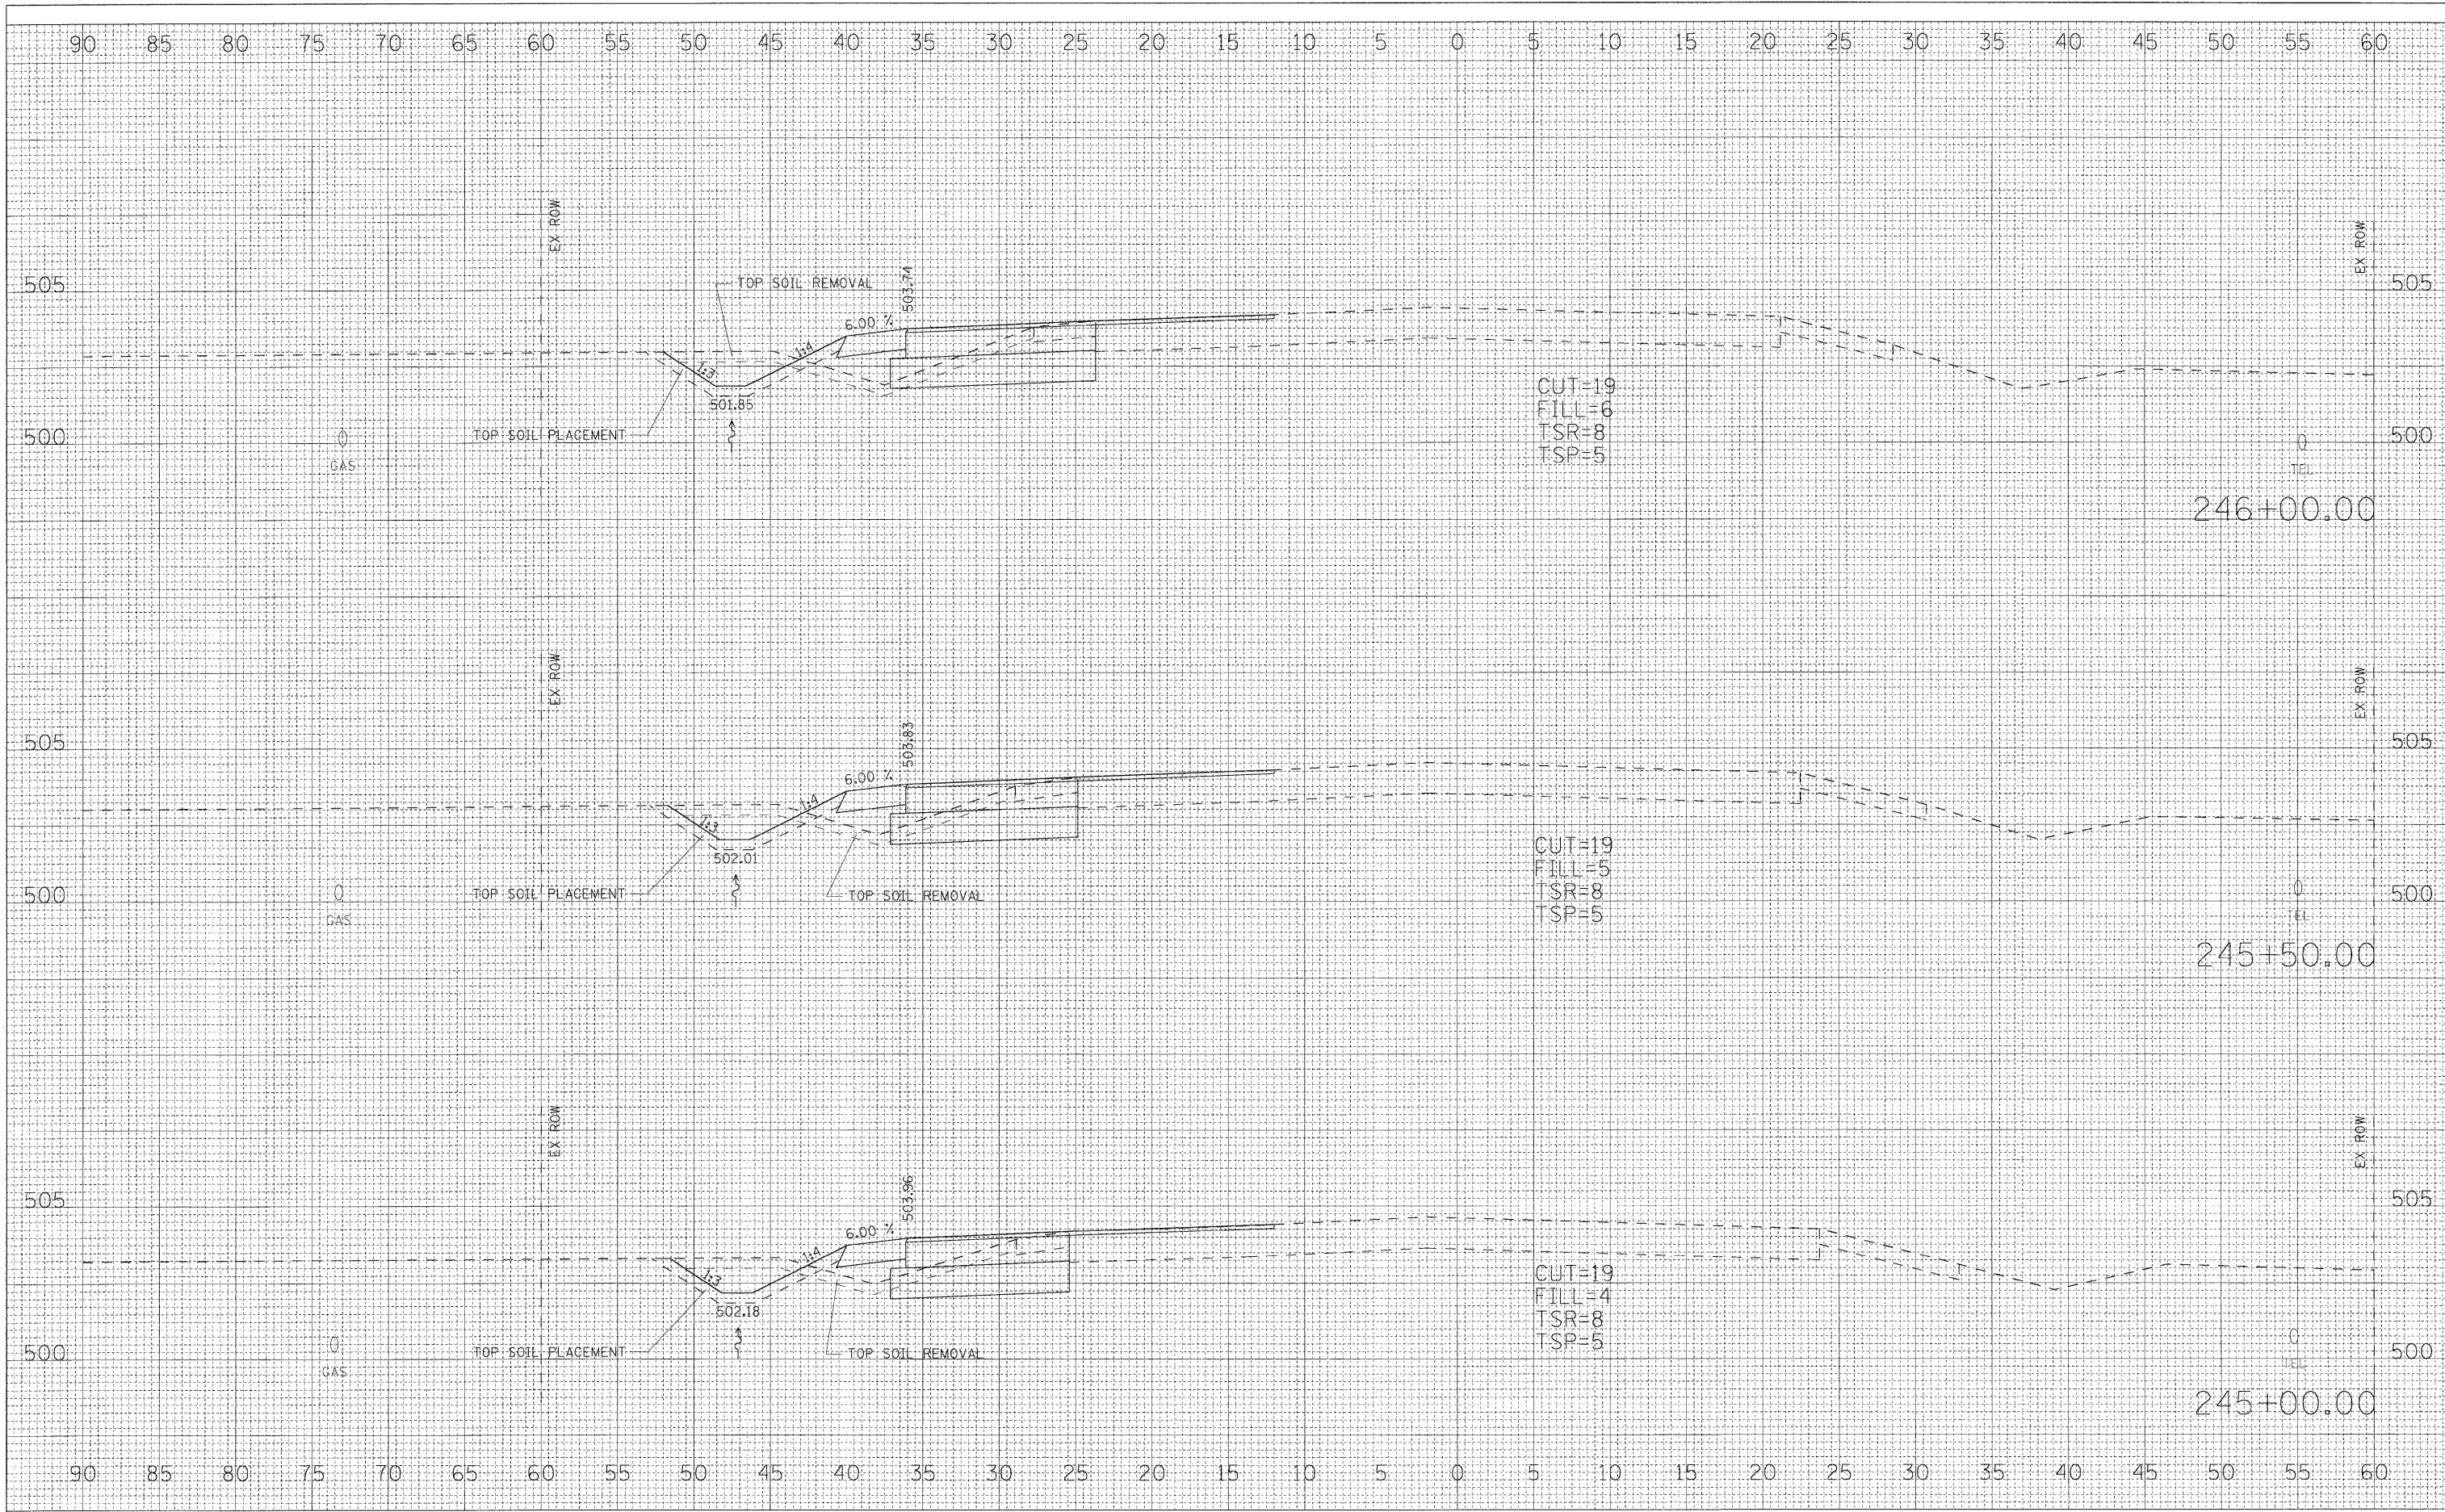 90 85 80 75 70 65 60 55 50 45 40 35 30 25 20 15 10 5 0 5 10 15 20 25 30 35 40 45 50 55 60
EX ROW
EX ROW
505
TOP SOIL REMOVAL
503.74
505
6.00 %
1:4
1:3
501.85
CUT=19
FILL=6
TSR=8
TSP=5
500
0
GAS
TOP SOIL PLACEMENT
0
TEL
500
246+00.00
EX ROW
EX ROW
505
503.83
505
6.00 %
1:4
1:3
502.01
CUT=19
FILL=5
TSR=8
TSP=5
500
0
GAS
TOP SOIL PLACEMENT
TOP SOIL REMOVAL
0
TEL
500
245+50.00
EX ROW
EX ROW
505
503.96
505
6.00 %
1:4
1:3
502.18
CUT=19
FILL=4
TSR=8
TSP=5
500
0
GAS
TOP SOIL PLACEMENT
TOP SOIL REMOVAL
0
TEL
500
245+00.00
90 85 80 75 70 65 60 55 50 45 40 35 30 25 20 15 10 5 0 5 10 15 20 25 30 35 40 45 50 55 60